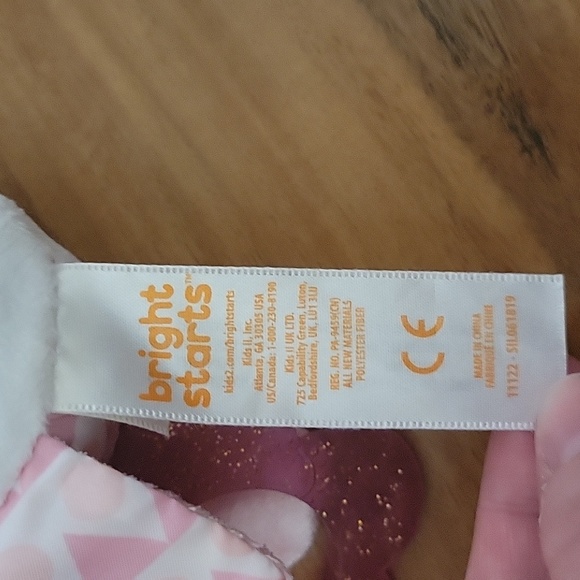 bright
starts™
kids2.com/brightstarts
Kids II, Inc.
Atlanta, GA 30305 USA
US/Canada: 1-800-230-8190
Kids II UK LTD.
725 Capability Green, Luton,
Bedfordshire, UK, LU1 3LU
REG. NO. PA-9459(CN)
ALL NEW MATERIALS
POLYESTER FIBER
CE
MADE IN CHINA
FABRIQUÉ EN CHINE
11122 - SIL061819